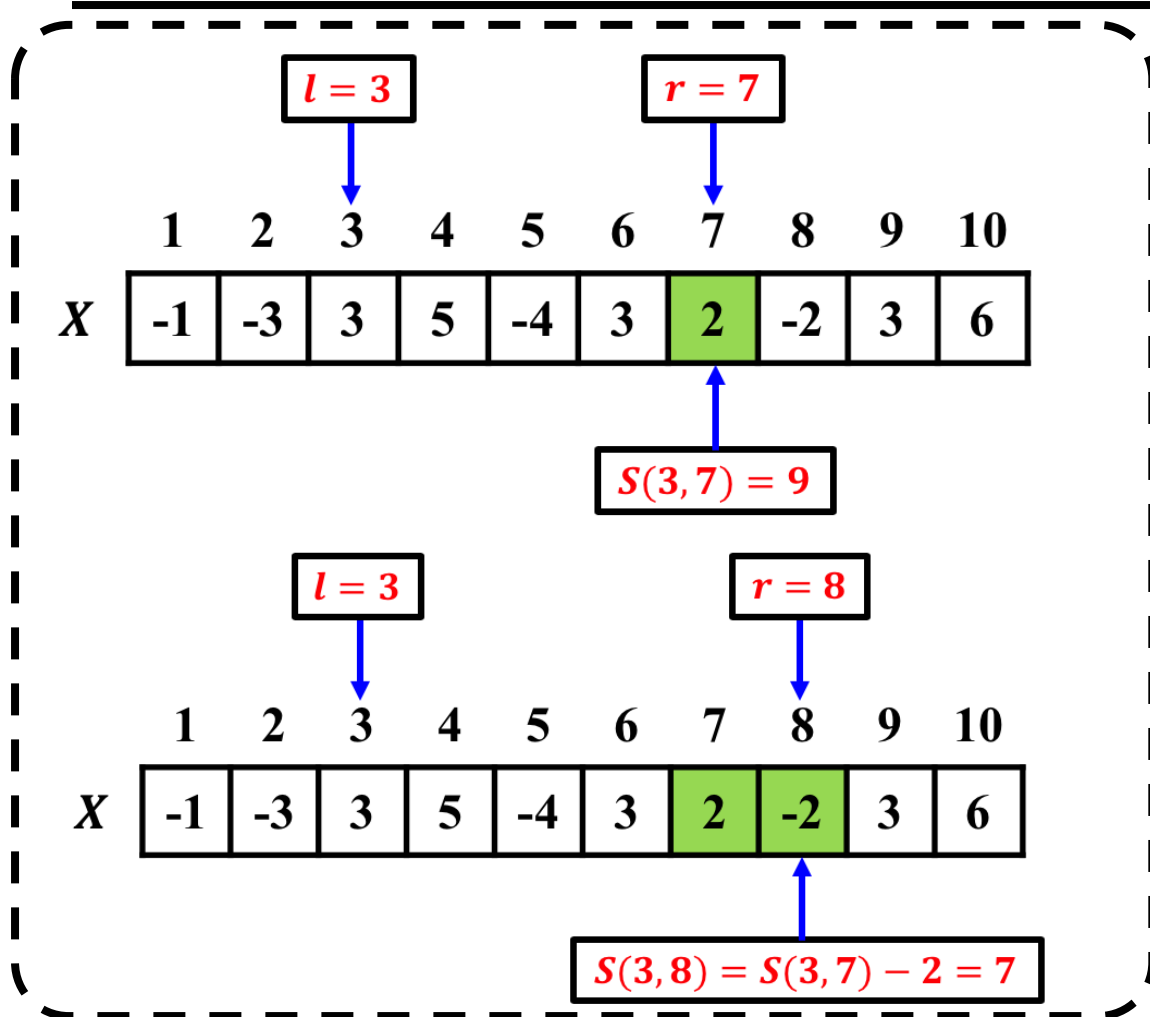 l = 3 r = 7
1 2 3 4 5 6 7 8 9 10
X -1 -3 3 5 -4 3 2 -2 3 6
S(3,7) = 9
l = 3 r = 8
1 2 3 4 5 6 7 8 9 10
X -1 -3 3 5 -4 3 2 -2 3 6
S(3,8) = S(3,7) − 2 = 7